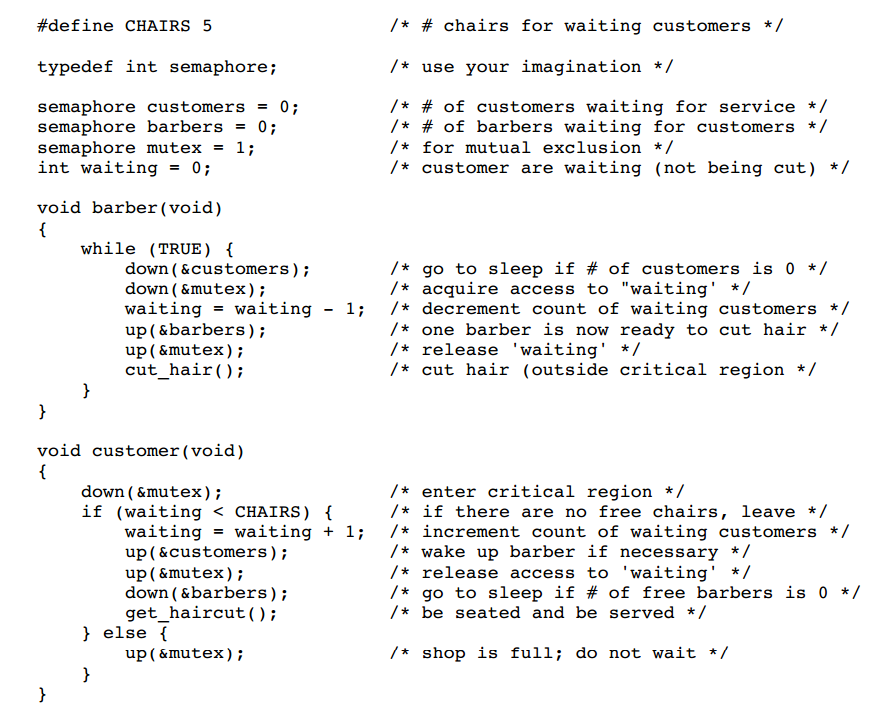 #define CHAIRS 5 /* # chairs for waiting customers */
typedef int semaphore; /* use your imagination */
semaphore customers = 0; /* # of customers waiting for service */
semaphore barbers = 0; /* # of barbers waiting for customers */
semaphore mutex = 1; /* for mutual exclusion */
int waiting = 0; /* customer are waiting (not being cut) */
void barber(void)
{
while (TRUE) {
down(&customers); /* go to sleep if # of customers is 0 */
down(&mutex); /* acquire access to "waiting' */
waiting = waiting - 1; /* decrement count of waiting customers */
up(&barbers); /* one barber is now ready to cut hair */
up(&mutex); /* release 'waiting' */
cut_hair(); /* cut hair (outside critical region */
}
}
void customer(void)
{
down(&mutex); /* enter critical region */
if (waiting < CHAIRS) { /* if there are no free chairs, leave */
waiting = waiting + 1; /* increment count of waiting customers */
up(&customers); /* wake up barber if necessary */
up(&mutex); /* release access to 'waiting' */
down(&barbers); /* go to sleep if # of free barbers is 0 */
get_haircut(); /* be seated and be served */
} else {
up(&mutex); /* shop is full; do not wait */
}
}